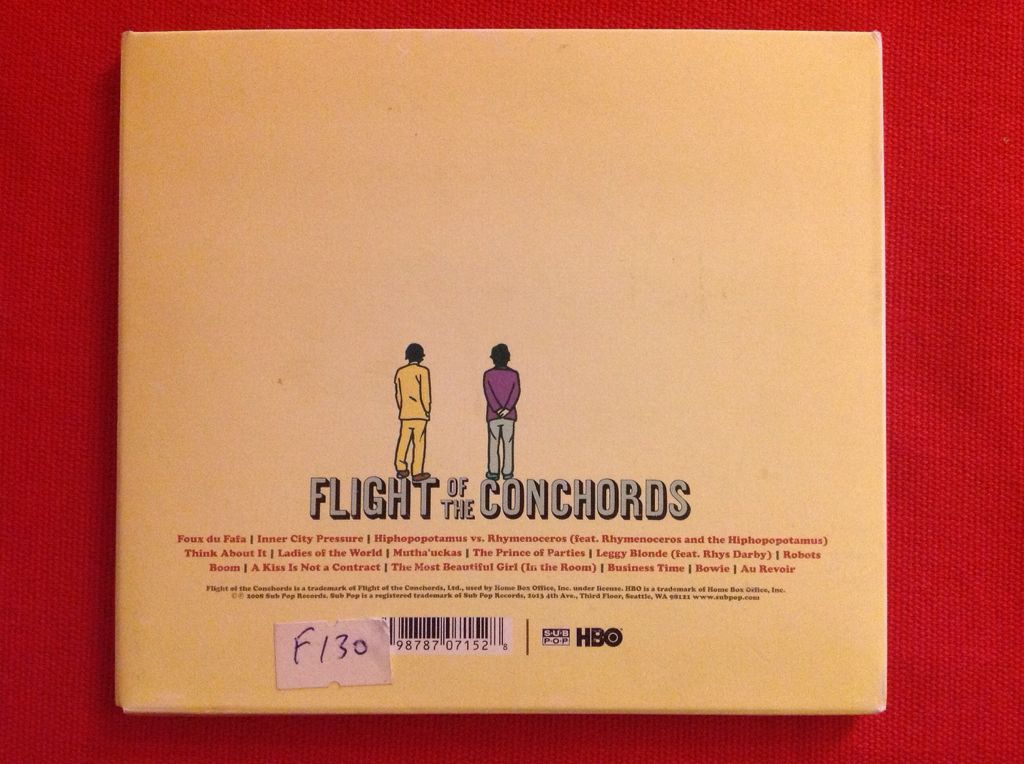 FLIGHT OF THE CONCHORDS
Foux du Fafa | Inner City Pressure | Hiphopopotamus vs. Rhymenoceros (feat. Rhymenoceros and the Hiphopopotamus)
Think About It | Ladies of the World | Mutha'uckas | The Prince of Parties | Leggy Blonde (feat. Rhys Darby) | Robots
Boom | A Kiss Is Not a Contract | The Most Beautiful Girl (In the Room) | Business Time | Bowie | Au Revoir
Flight of the Conchords is a trademark of Flight of the Conchords, Ltd., used by Home Box Office, Inc. under license. HBO is a trademark of Home Box Office, Inc.
©℗ 2008 Sub Pop Records. Sub Pop is a registered trademark of Sub Pop Records, 2013 4th Ave., Third Floor, Seattle, WA 98121 www.subpop.com
F130
98787 07152 8
SUB POP
HBO